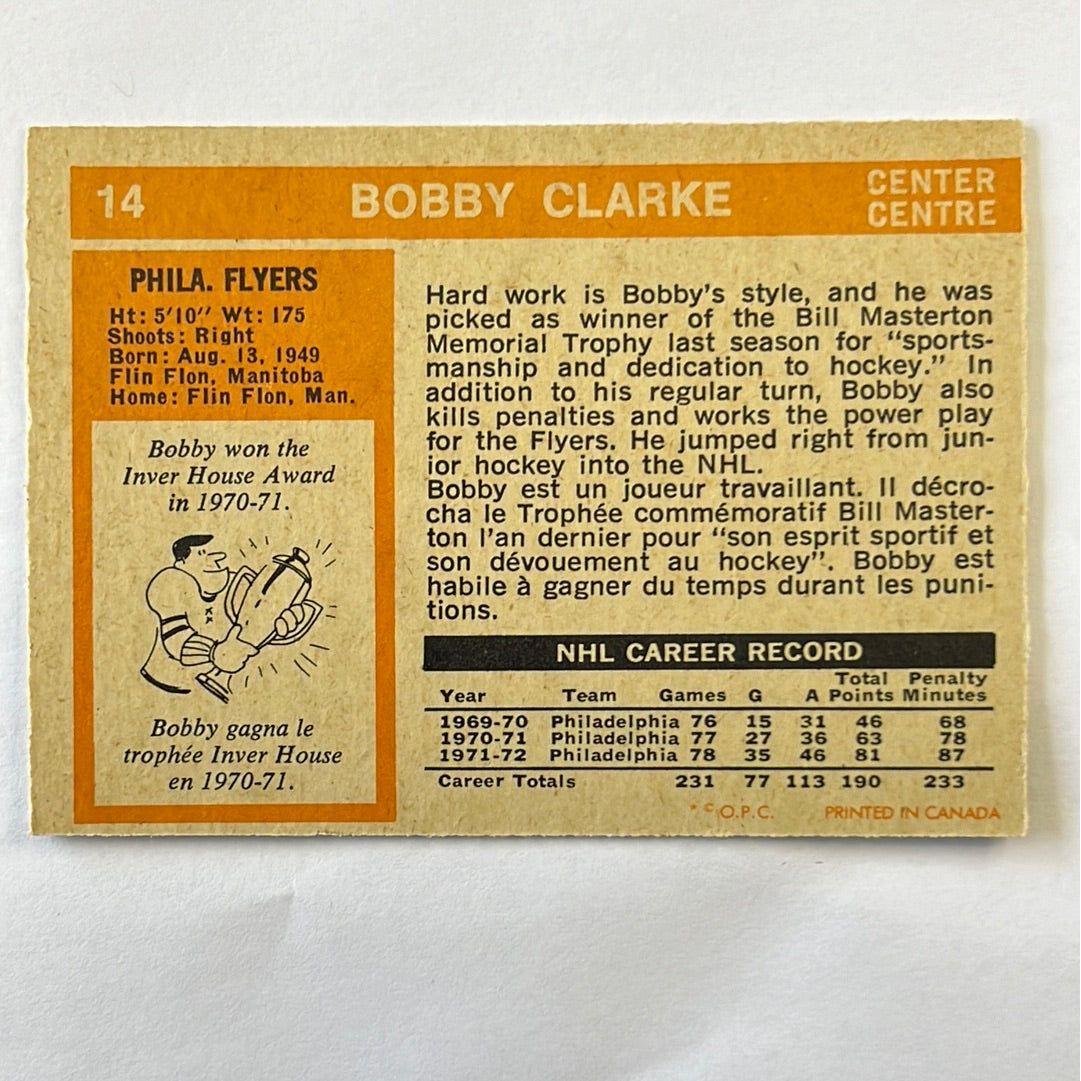 14 BOBBY CLARKE CENTER
CENTRE
PHILA. FLYERS
Ht: 5'10" Wt: 175
Shoots: Right
Born: Aug. 13, 1949
Flin Flon, Manitoba
Home: Flin Flon, Man.
Bobby won the
Inver House Award
in 1970-71.
Bobby gagna le
trophée Inver House
en 1970-71.
Hard work is Bobby's style, and he was
picked as winner of the Bill Masterton
Memorial Trophy last season for "sports-
manship and dedication to hockey." In
addition to his regular turn, Bobby also
kills penalties and works the power play
for the Flyers. He jumped right from jun-
ior hockey into the NHL.
Bobby est un joueur travaillant. Il décro-
cha le Trophée commémoratif Bill Master-
ton l'an dernier pour "son esprit sportif et
son dévouement au hockey". Bobby est
habile à gagner du temps durant les puni-
tions.
NHL CAREER RECORD
Year Team Games G A Total Points Penalty Minutes
1969-70 Philadelphia 76 15 31 46 68
1970-71 Philadelphia 77 27 36 63 78
1971-72 Philadelphia 78 35 46 81 87
Career Totals 231 77 113 190 233
* © O.P.C. PRINTED IN CANADA